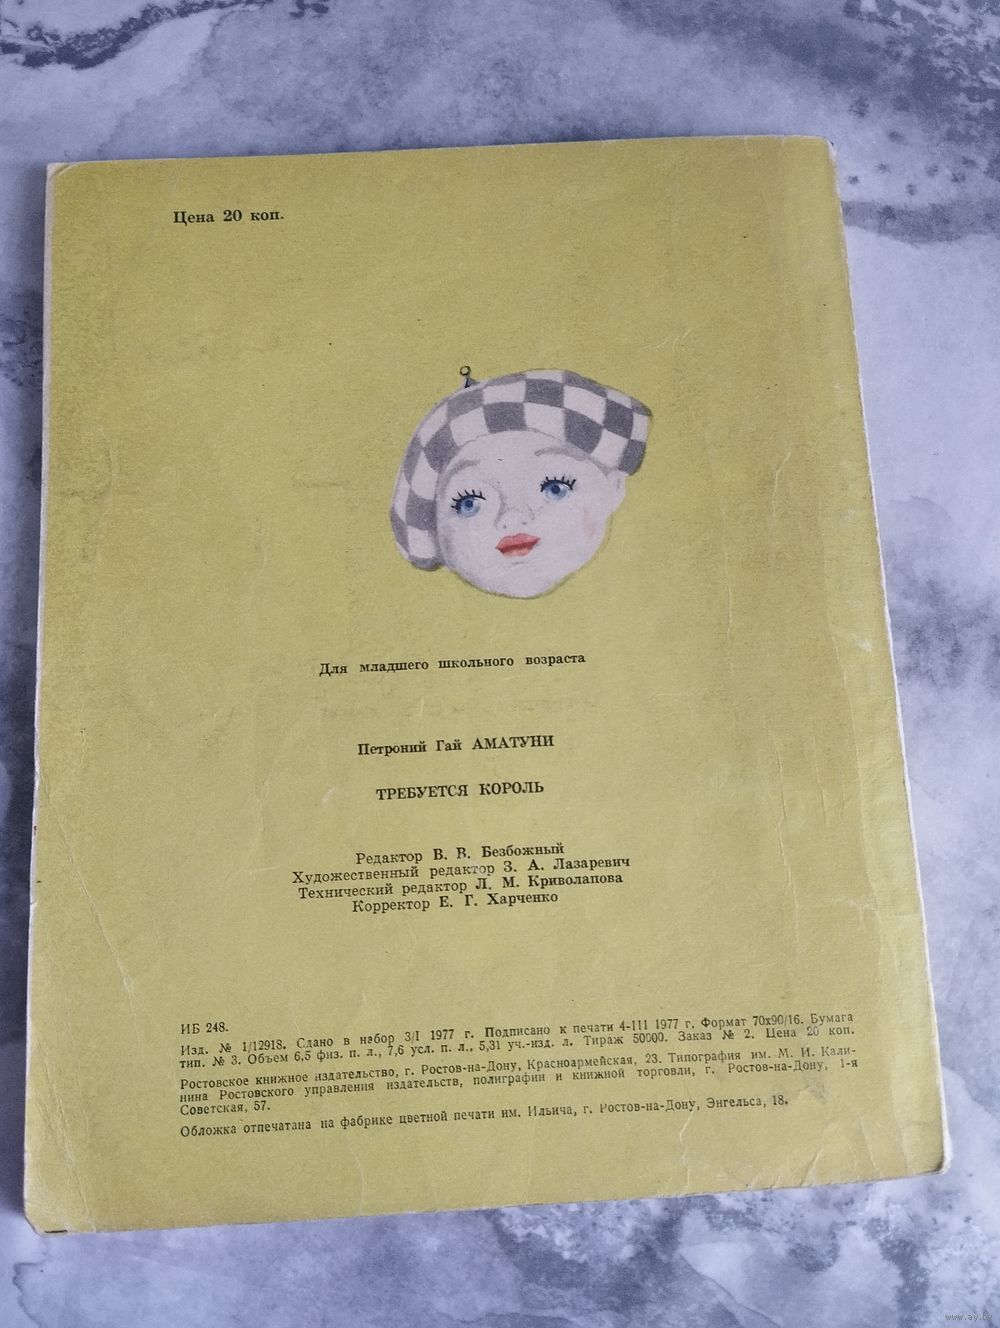 Цена 20 коп.
Для младшего школьного возраста
Петроний Гай АМАТУНИ
ТРЕБУЕТСЯ КОРОЛЬ
Редактор В. В. Безбожный
Художественный редактор З. А. Лазаревич
Технический редактор Л. М. Криволапова
Корректор Е. Г. Харченко
ИБ 248.
Изд. № 1/12918. Сдано в набор 3/I 1977 г. Подписано к печати 4-III 1977 г. Формат 70x90/16. Бумага
тип. № 3. Объем 6,5 физ. п. л., 7,6 усл. п. л., 5,31 уч.-изд. л. Тираж 50000. Заказ № 2. Цена 20 коп.
Ростовское книжное издательство, г. Ростов-на-Дону, Красноармейская, 23. Типография им. М. И. Кали-
нина Ростовского управления издательств, полиграфии и книжной торговли, г. Ростов-на-Дону, 1-я
Советская, 57.
Обложка отпечатана на фабрике цветной печати им. Ильича, г. Ростов-на-Дону, Энгельса, 18.
www.ay.by